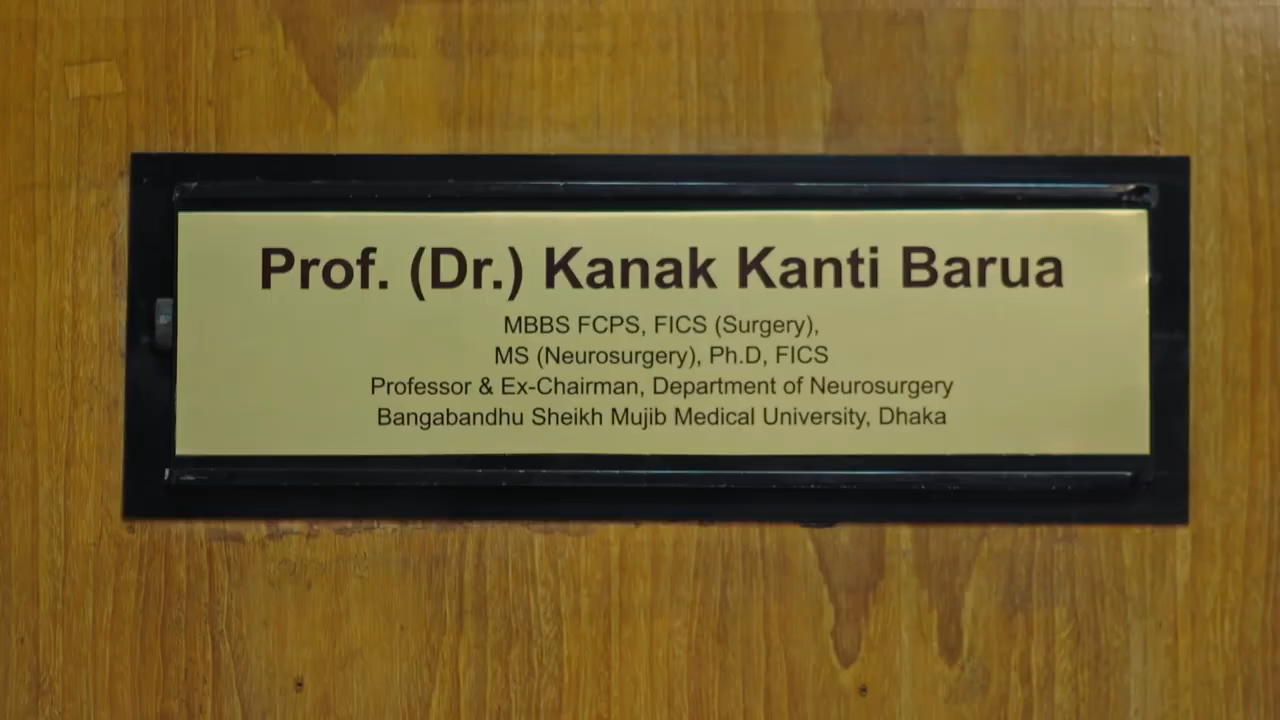 Prof. (Dr.) Kanak Kanti Barua
MBBS FCPS, FICS (Surgery),
MS (Neurosurgery), Ph.D, FICS
Professor & Ex-Chairman, Department of Neurosurgery
Bangabandhu Sheikh Mujib Medical University, Dhaka